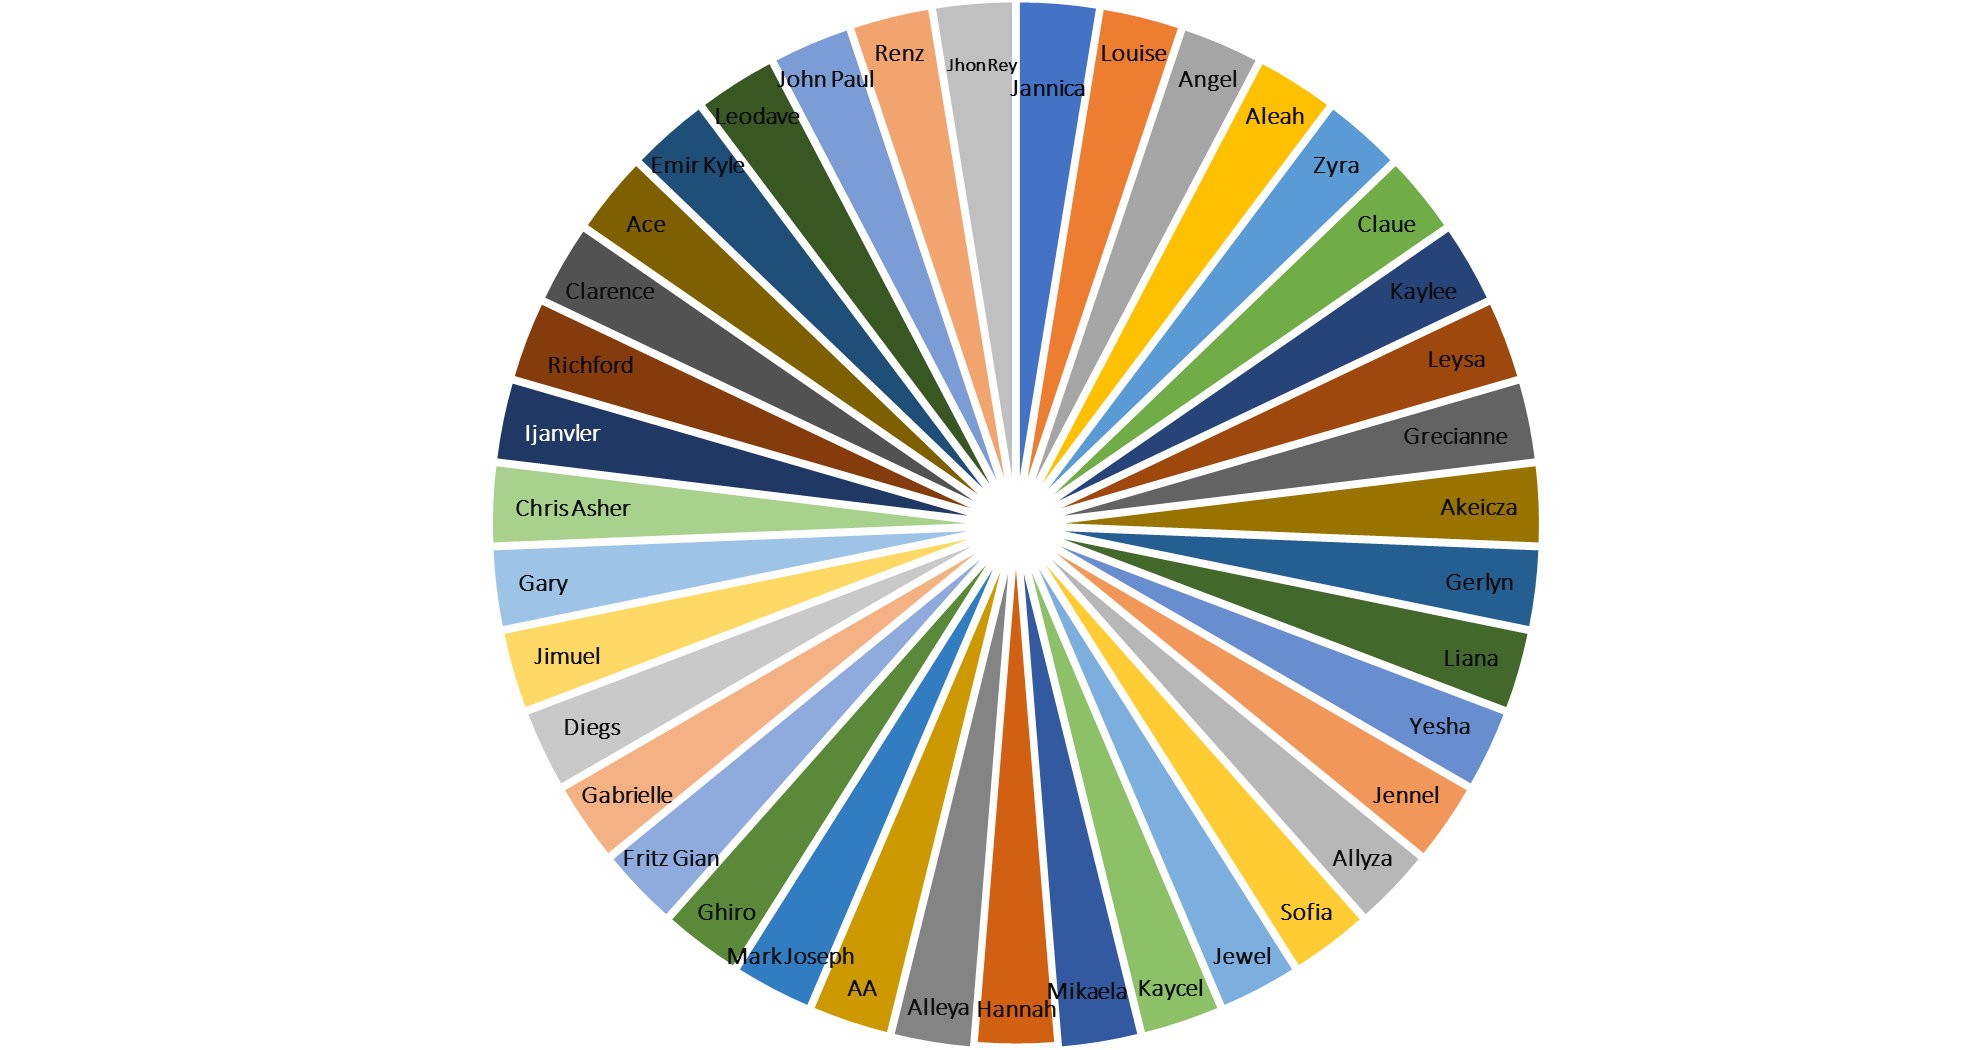 Jannica
Louise
Angel
Aleah
Zyra
Claue
Kaylee
Leysa
Grecianne
Akeicza
Gerlyn
Liana
Yesha
Jennel
Allyza
Sofia
Jewel
Kaycel
Mikaela
Hannah
Alleya
AA
Mark Joseph
Ghiro
Fritz Gian
Gabrielle
Diegs
Jimuel
Gary
Chris Asher
Ijanvler
Richford
Clarence
Ace
Emir Kyle
Leodave
John Paul
Renz
Jhon Rey